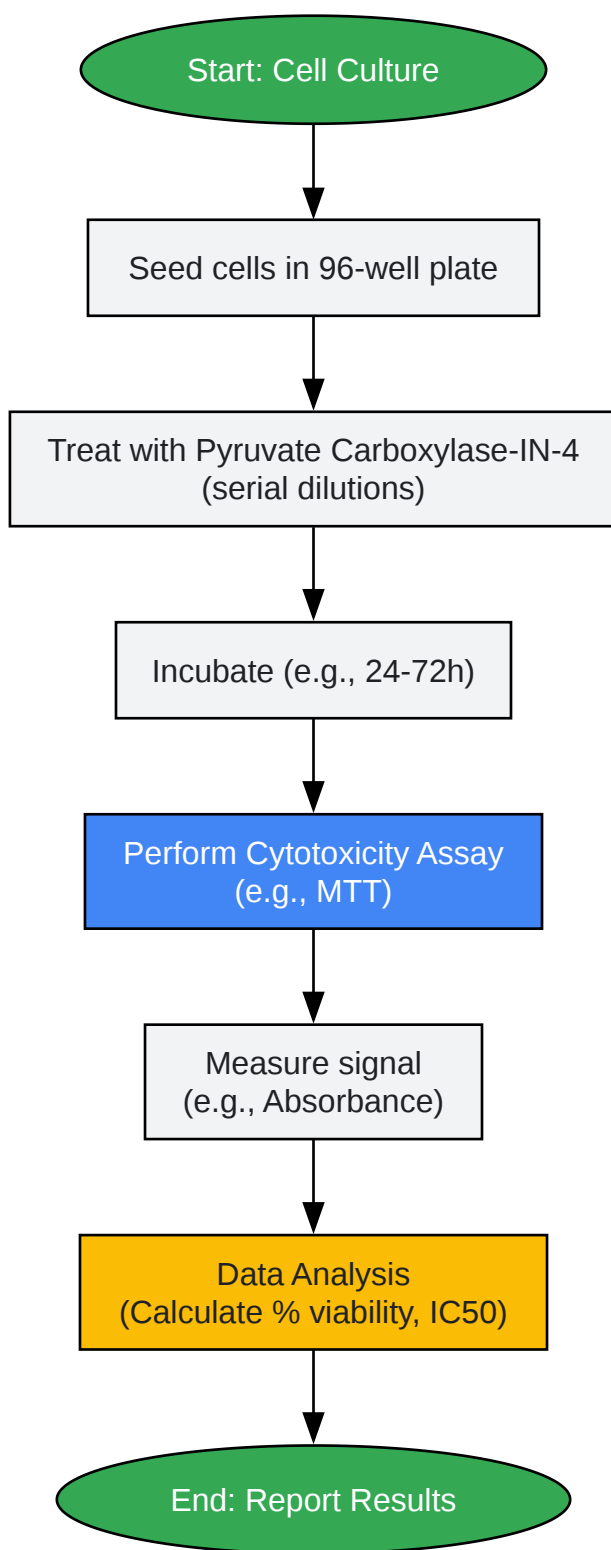 Start: Cell Culture
Seed cells in 96-well plate
Treat with Pyruvate Carboxylase-IN-4
(serial dilutions)
Incubate (e.g., 24-72h)
Perform Cytotoxicity Assay
(e.g., MTT)
Measure signal
(e.g., Absorbance)
Data Analysis
(Calculate % viability, IC50)
End: Report Results